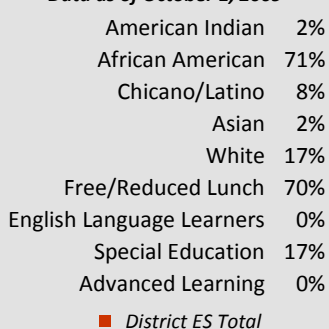 American Indian 2%
African American 71%
Chicano/Latino 8%
Asian 2%
White 17%
Free/Reduced Lunch 70%
English Language Learners 0%
Special Education 17%
Advanced Learning 0%
District ES Total